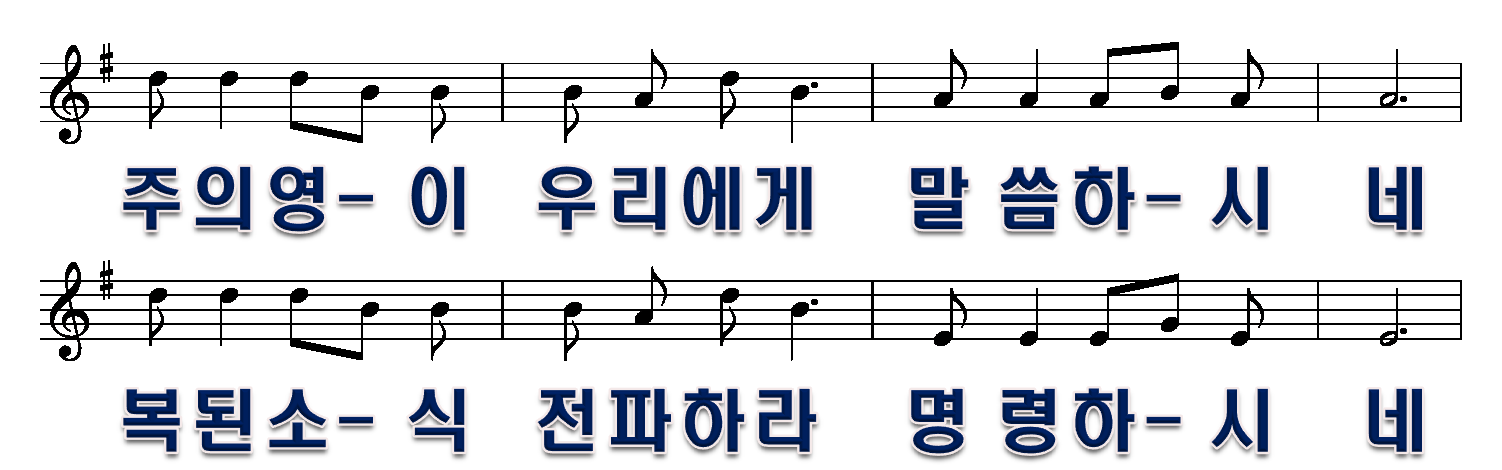 주의영- 이 우리에게 말 씀하- 시 네
복된소- 식 전파하라 명 령하- 시 네